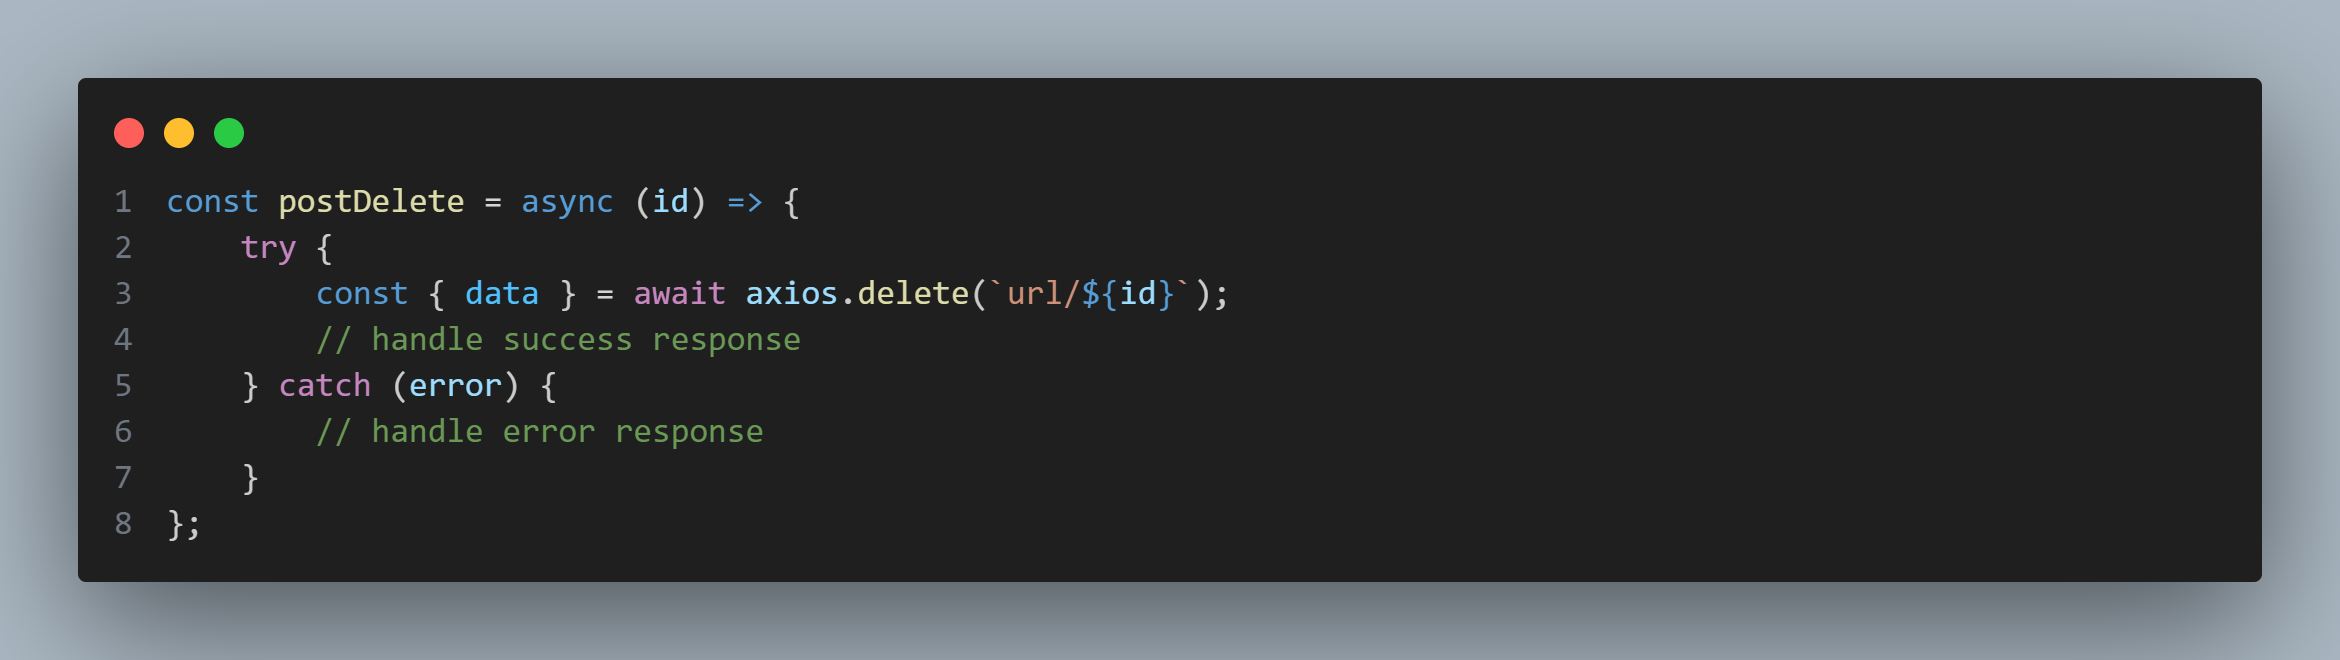 1 const postDelete = async (id) => {
2     try {
3         const { data } = await axios.delete(`url/${id}`);
4         // handle success response
5     } catch (error) {
6         // handle error response
7     }
8 };